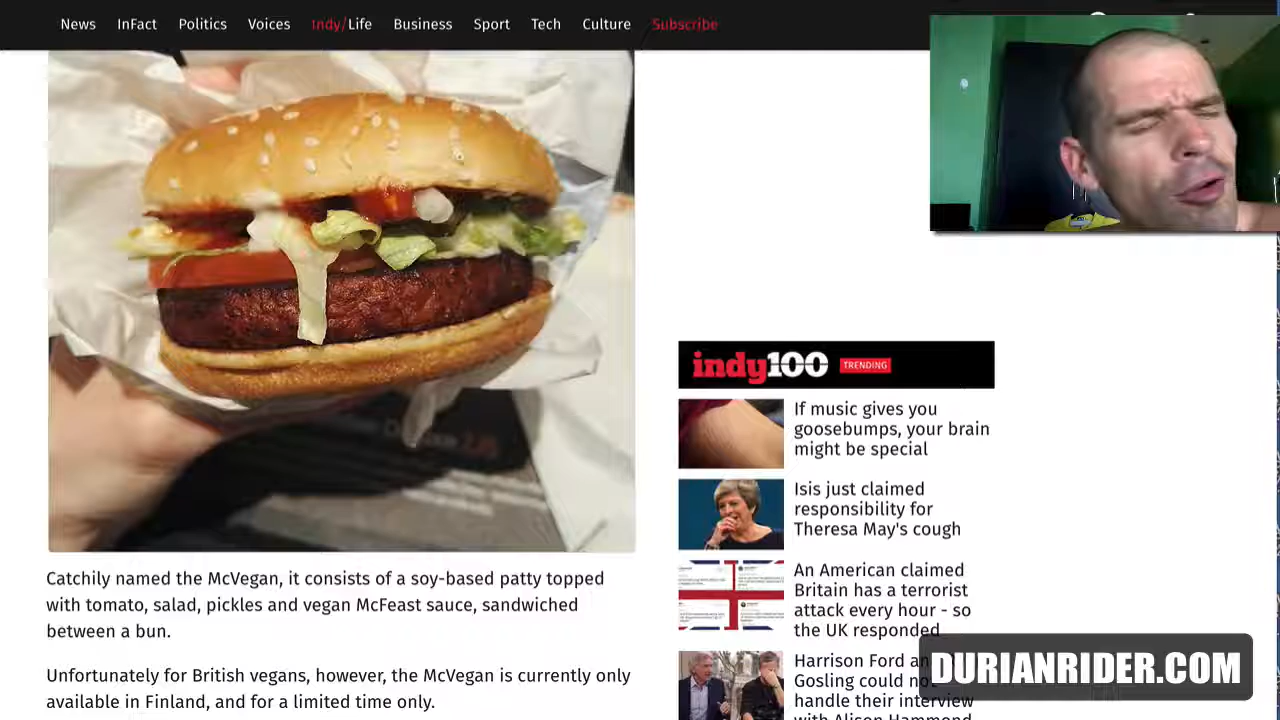 News InFact Politics Voices Indy/Life Business Sport Tech Culture Subscribe
indy100 TRENDING
If music gives you
goosebumps, your brain
might be special
Isis just claimed
responsibility for
Theresa May's cough
An American claimed
Britain has a terrorist
attack every hour - so
the UK responded
Harrison Ford
Gosling could
handle their interview
with Alison Hammond
named the McVegan, it consists of soy-based patty topped
with tomato, salad, pickles and vegan McFeast sauce, sandwiched
between a bun.
Unfortunately for British vegans, however, the McVegan is currently only
available in Finland, and for a limited time only.
DURIANRIDER.COM